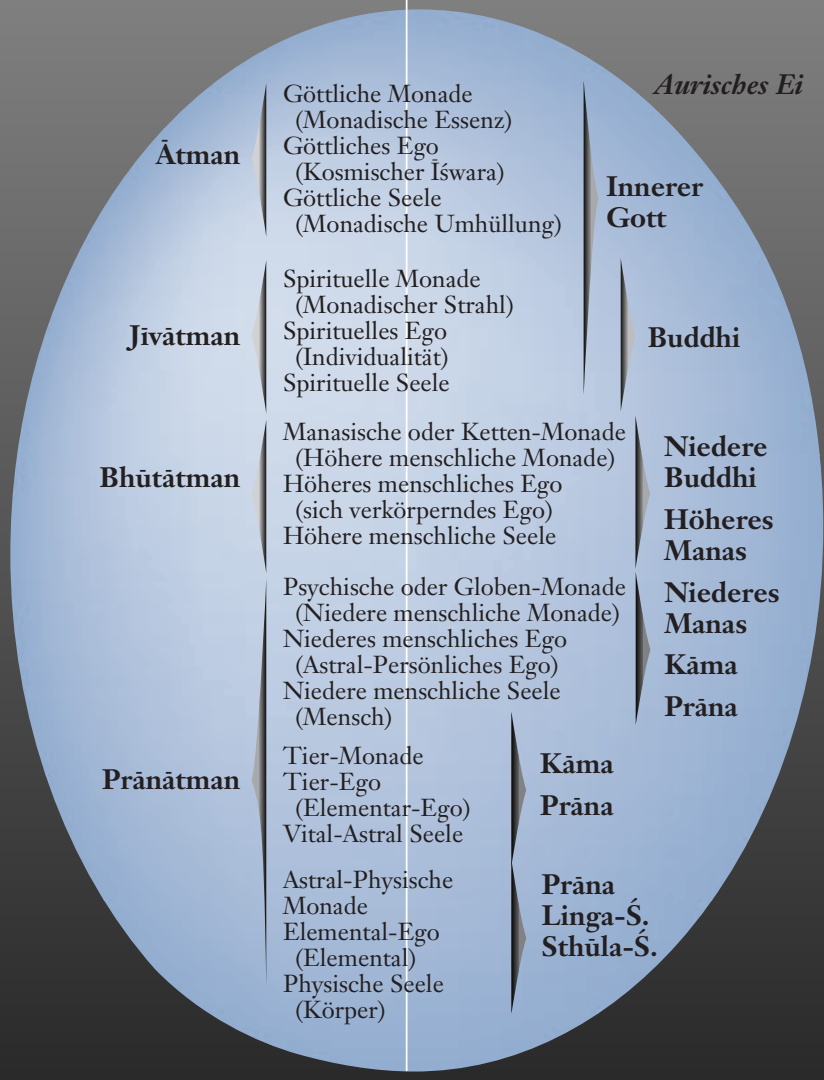 Aurisches Ei
Ātman
Göttliche Monade
(Monadische Essenz)
Göttliches Ego
(Kosmischer Īśwara)
Göttliche Seele
(Monadische Umhüllung)
Innerer
Gott
Jīvātman
Spirituelle Monade
(Monadischer Strahl)
Spirituelles Ego
(Individualität)
Spirituelle Seele
Buddhi
Bhūtātman
Manasische oder Ketten-Monade
(Höhere menschliche Monade)
Höheres menschliches Ego
(sich verkörperndes Ego)
Höhere menschliche Seele
Niedere
Buddhi
Höheres
Manas
Prānātman
Psychische oder Globen-Monade
(Niedere menschliche Monade)
Niederes menschliches Ego
(Astral-Persönliches Ego)
Niedere menschliche Seele
(Mensch)
Niederes
Manas
Kāma
Prāna
Tier-Monade
Tier-Ego
(Elementar-Ego)
Vital-Astral Seele
Kāma
Prāna
Astral-Physische
Monade
Elemental-Ego
(Elemental)
Physische Seele
(Körper)
Prāna
Linga-Ś.
Sthūla-Ś.